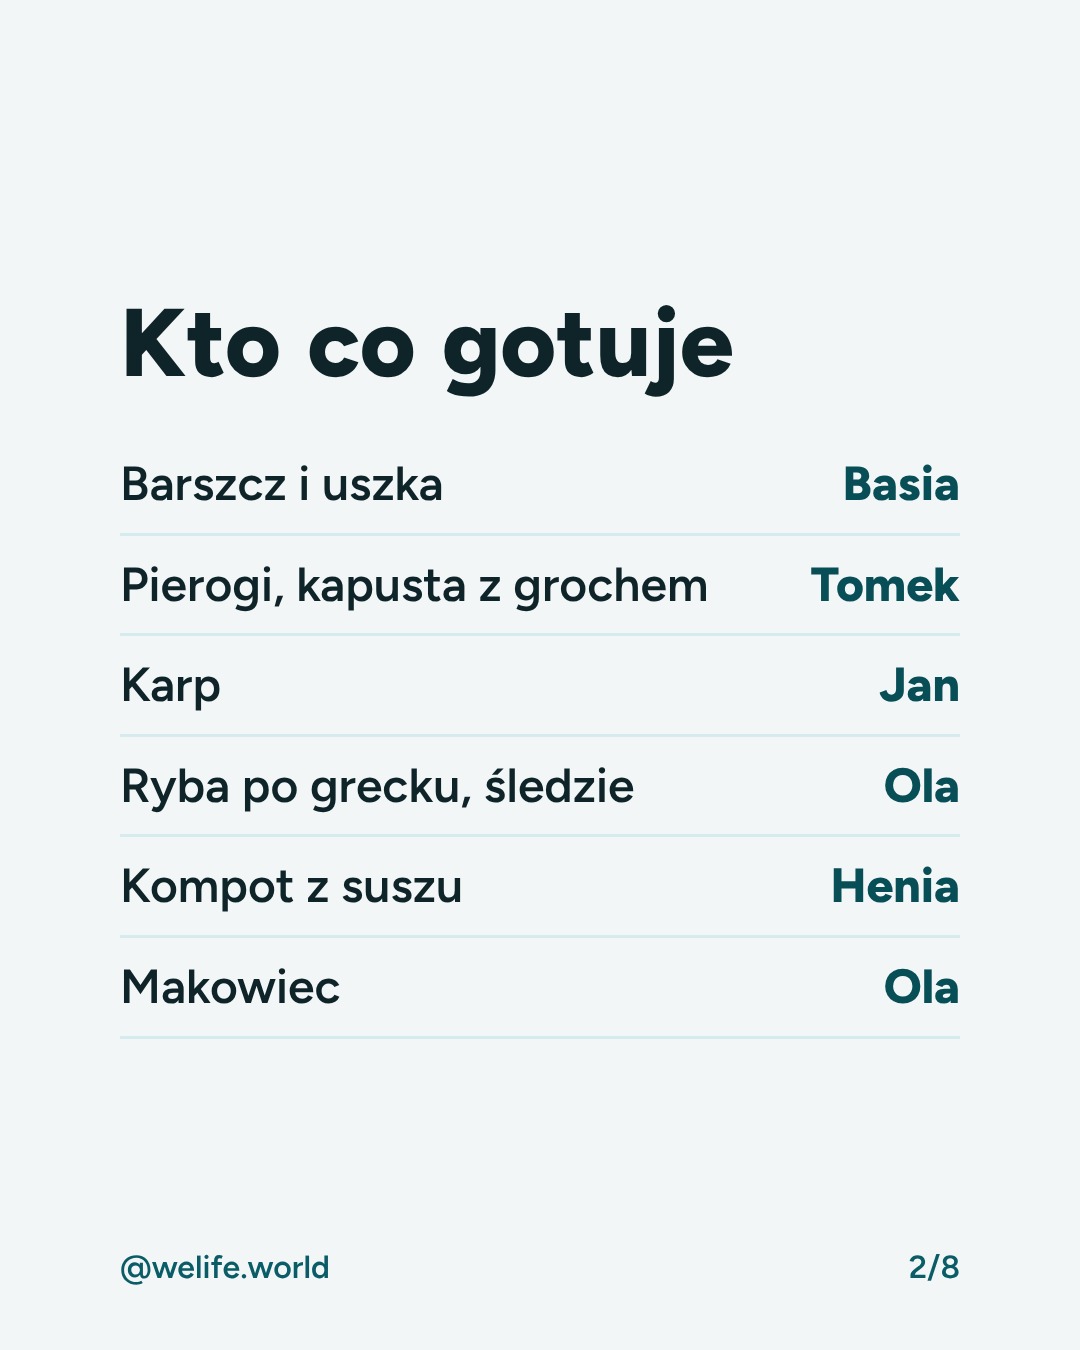 Kto co gotuje
Barszcz i uszka Basia
Pierogi, kapusta z grochem Tomek
Karp Jan
Ryba po grecku, śledzie Ola
Kompot z suszu Henia
Makowiec Ola
@welife.world 2/8